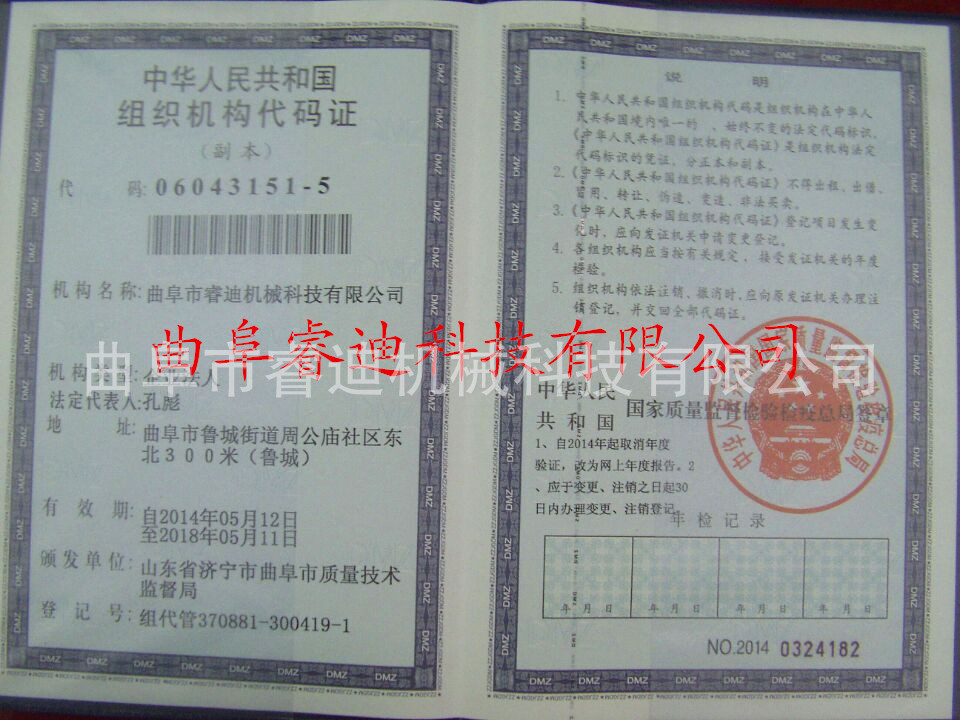 中华人民共和国
组织机构代码证
(副本)
代 码: 06043151-5
机构名称: 曲阜市睿迪机械科技有限公司
曲阜睿迪科技有限公司
曲阜市睿迪机械科技有限公司
机构类型: 企业法人
法定代表人:孔彪
地 址: 曲阜市鲁城街道周公庙社区东
北300米(鲁城)
有 效 期: 自2014年05月12日
至2018年05月11日
颁发单位: 山东省济宁市曲阜市质量技术
监督局
登 记 号: 组代管370881-300419-1
说 明
1. 中华人民共和国组织机构代码是组织机构在中华人
民共和国境内唯一的、始终不变的法定代码标识,
《中华人民共和国组织机构代码证》是组织机构法定
代码标识的凭证,分正本和副本。
2.《中华人民共和国组织机构代码证》不得出租、出借、
冒用、转让、伪造、变造、非法买卖。
3.《中华人民共和国组织机构代码证》登记项目发生变
化时,应向发证机关申请变更登记。
4. 各组织机构应当按有关规定,接受发证机关的年度
检验。
5. 组织机构依法注销、撤消时,应向原发证机关办理注
销登记,并交回全部代码证。
中华人民
共和国 国家质量监督检验检疫总局签章
1、自2014年起取消年度
验证,改为网上年度报告。2
、应于变更、注销之日起30
日内办理变更、注销登记
年检记录
年 月 日 年 月 日 年 月 日 年 月 日
NO.2014 0324182